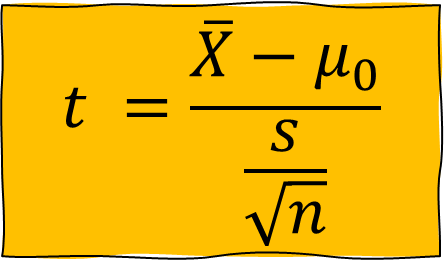 t = (X̄ − μ₀) / (s / √n)